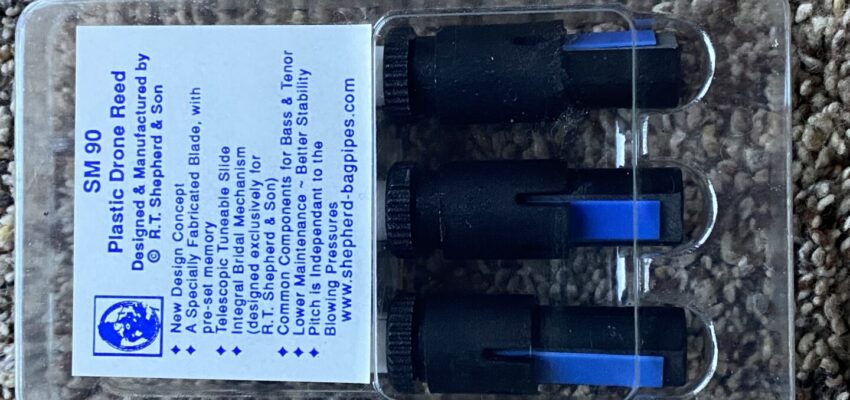 SM 90
Plastic Drone Reed
Designed & Manufactured by
© R.T. Shepherd & Son
✦ New Design Concept
✦ A Specially Fabricated Blade, with
pre-set memory
✦ Telescopic Tuneable Slide
✦ Integral Bridal Mechanism
(designed exclusively for
R.T. Shepherd & Son)
✦ Common Components for Bass & Tenor
✦ Lower Maintenance ~ Better Stability
✦ Pitch is Independant to the
Blowing Pressures
www.shepherd-bagpipes.com